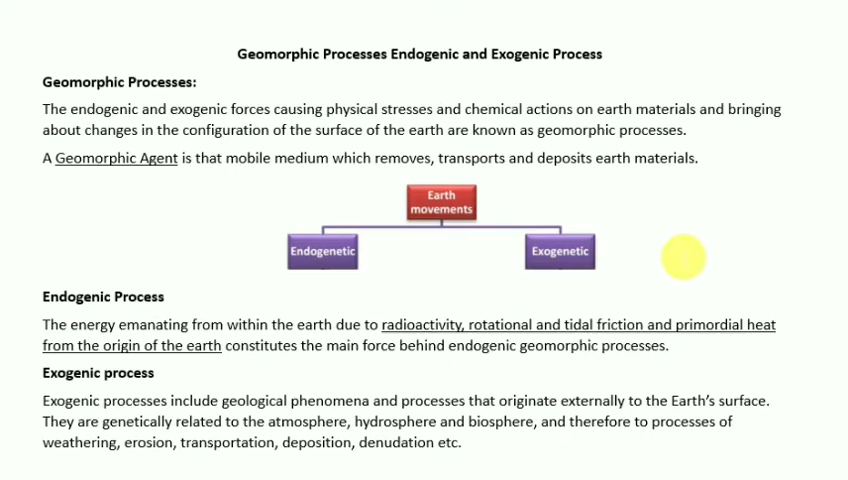 Geomorphic Processes Endogenic and Exogenic Process
Geomorphic Processes:
The endogenic and exogenic forces causing physical stresses and chemical actions on earth materials and bringing
about changes in the configuration of the surface of the earth are known as geomorphic processes.
A Geomorphic Agent is that mobile medium which removes, transports and deposits earth materials.
Earth
movements
Endogenetic
Exogenetic
Endogenic Process
The energy emanating from within the earth due to radioactivity, rotational and tidal friction and primordial heat
from the origin of the earth constitutes the main force behind endogenic geomorphic processes.
Exogenic process
Exogenic processes include geological phenomena and processes that originate externally to the Earth’s surface.
They are genetically related to the atmosphere, hydrosphere and biosphere, and therefore to processes of
weathering, erosion, transportation, deposition, denudation etc.